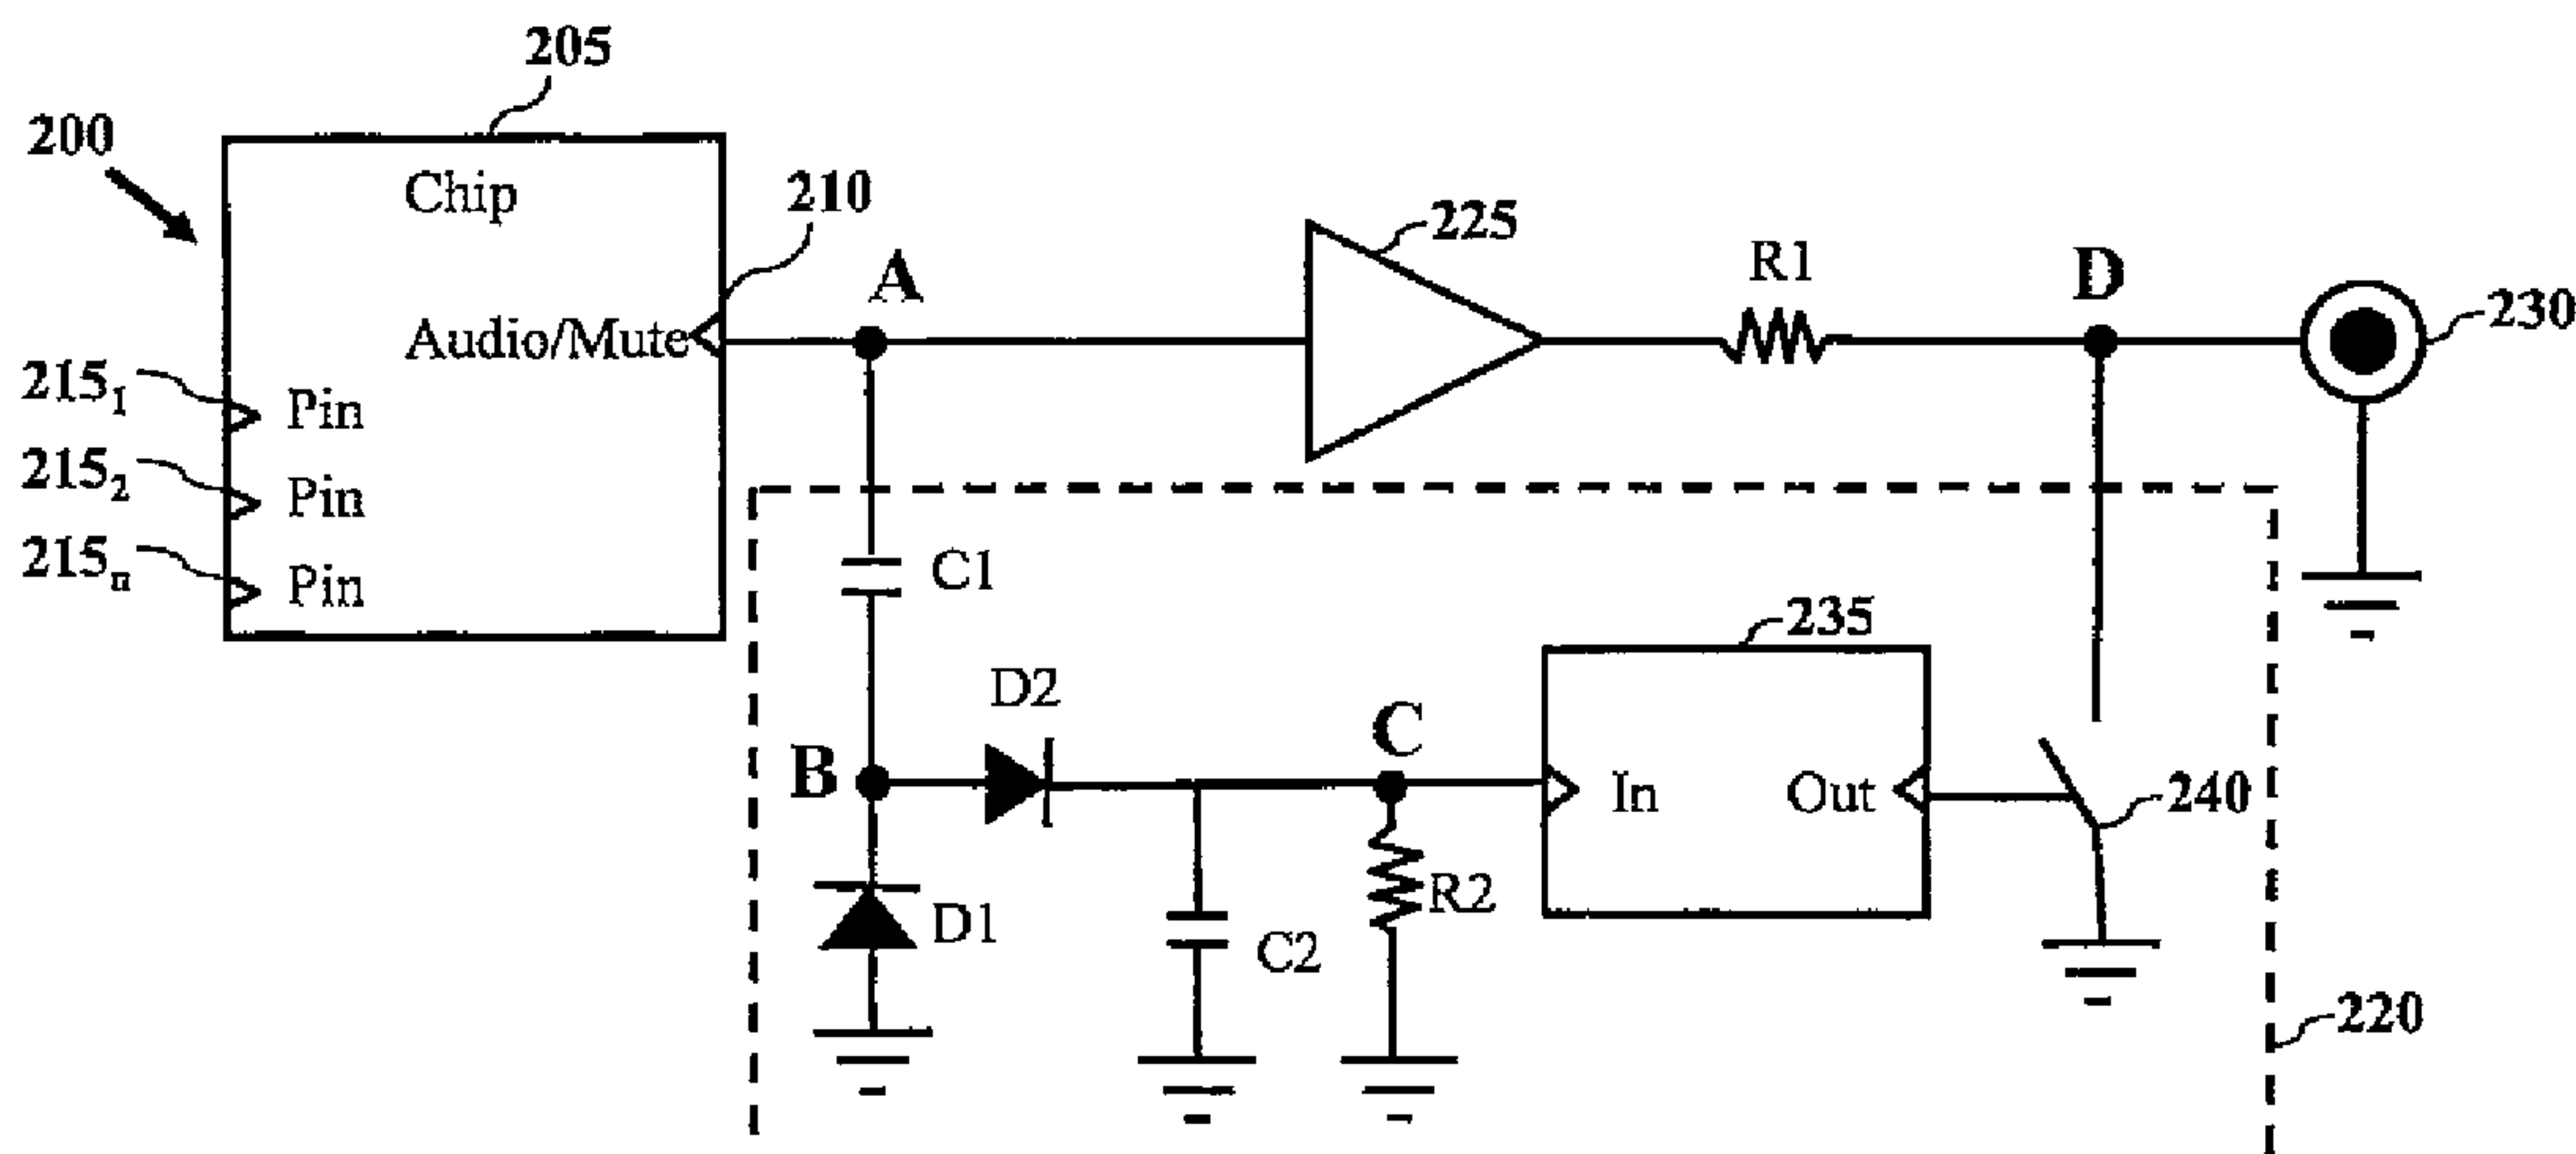 205
200
Chip
210
A
225
R1
D
230
Audio/Mute
215₁
Pin
215₂
Pin
215ₙ
Pin
C1
235
D2
B
C
In
Out
240
R2
D1
C2
220